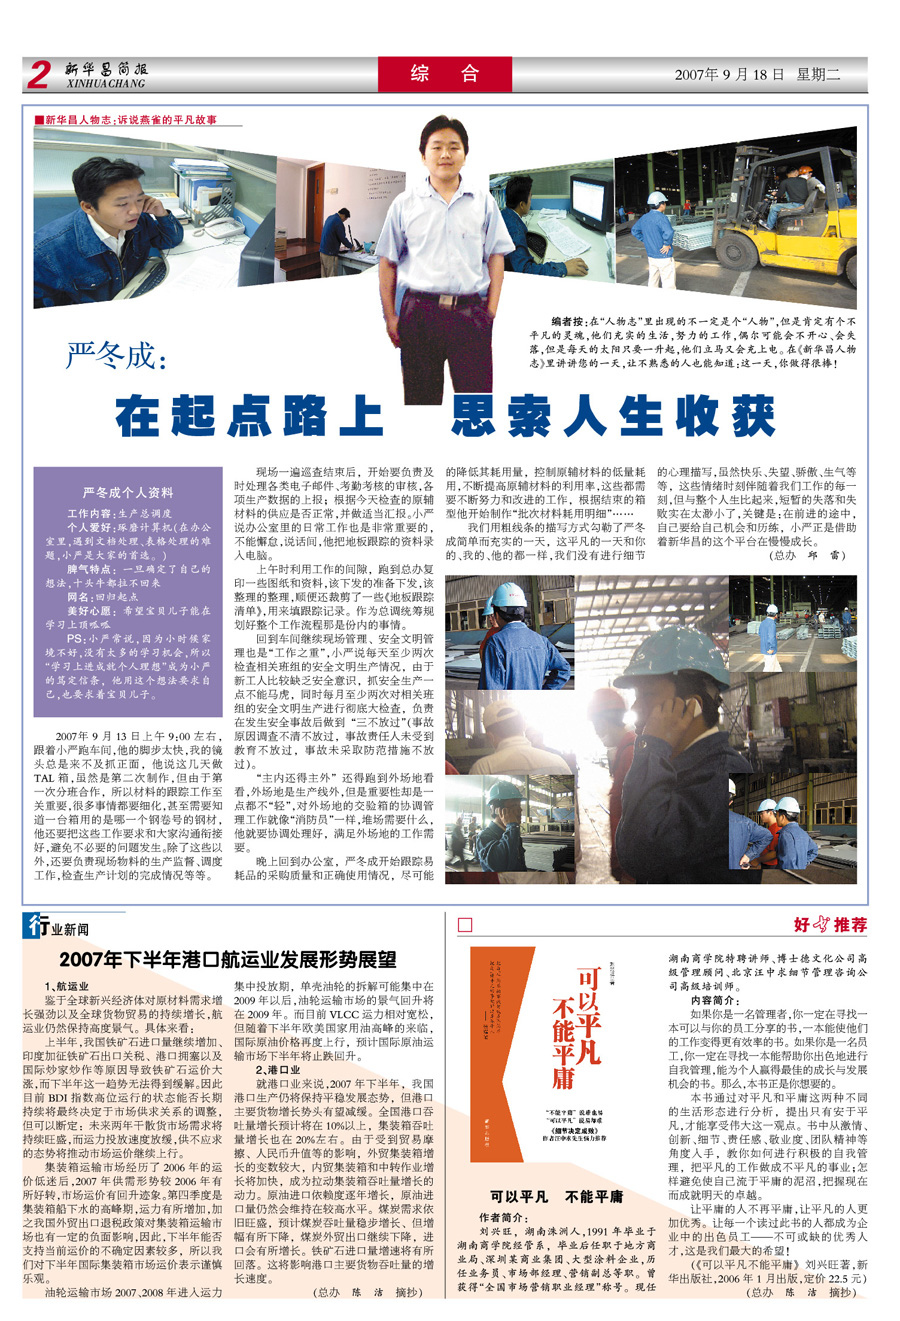 2
新华昌简报
XINHUACHANG
综 合
2007年 9 月 18 日 星期二
■新华昌人物志:诉说燕雀的平凡故事
编者按:在“人物志”里出现的不一定是个“人物”,但是肯定有个不
平凡的灵魂,他们充实的生活,努力的工作,偶尔可能会不开心、会失
落,但是每天的太阳只要一升起,他们立马又会充上电。在《新华昌人物
志》里讲讲您的一天,让不熟悉的人也能知道:这一天,你做得很棒!
严冬成:
在起点路上 思索人生收获
严冬成个人资料
工作内容:生产总调度
个人爱好:琢磨计算机(在办公
室里,遇到文档处理、表格处理的难
题,小严是大家的首选。)
脾气特点: 一旦确定了自己的
想法,十头牛都拉不回来
网名:回归起点
美好心愿: 希望宝贝儿子能在
学习上顶呱呱
PS:小严常说,因为小时候家
境不好,没有太多的学习机会,所以
“学习上进成就个人理想”成为小严
的笃定信条, 他用这个想法要求自
己,也要求着宝贝儿子。
2007年 9 月 13 日上午 9:00 左右,
跟着小严跑车间,他的脚步太快,我的镜
头总是来不及抓正面, 他说这几天做
TAL 箱,虽然是第二次制作,但由于第
一次分班合作, 所以材料的跟踪工作至
关重要,很多事情都要细化,甚至需要知
道一台箱用的是哪一个钢卷号的钢材,
他还要把这些工作要求和大家沟通衔接
好,避免不必要的问题发生。除了这些以
外,还要负责现场物料的生产监督、调度
工作,检查生产计划的完成情况等等。
现场一遍巡查结束后, 开始要负责及
时处理各类电子邮件、考勤考核的审核,各
项生产数据的上报; 根据今天检查的原辅
材料的供应是否正常,并做适当汇报。小严
说办公室里的日常工作也是非常重要的,
不能懈怠,说话间,他把地板跟踪的资料录
入电脑。
上午时利用工作的间隙, 跑到总办复
印一些图纸和资料,该下发的准备下发,该
整理的整理,顺便还裁剪了一些《地板跟踪
清单》,用来填跟踪记录。作为总调统筹规
划好整个工作流程那是份内的事情。
回到车间继续现场管理、安全文明管
理也是“工作之重”,小严说每天至少两次
检查相关班组的安全文明生产情况, 由于
新工人比较缺乏安全意识, 抓安全生产一
点不能马虎, 同时每月至少两次对相关班
组的安全文明生产进行彻底大检查, 负责
在发生安全事故后做到 “三不放过”(事故
原因调查不清不放过, 事故责任人未受到
教育不放过, 事故未采取防范措施不放
过)。
“主内还得主外” 还得跑到外场地看
看,外场地是生产线外,但是重要性却是一
点都不“轻”,对外场地的交验箱的协调管
理工作就像“消防员”一样,堆场需要什么,
他就要协调处理好, 满足外场地的工作需
要。
晚上回到办公室, 严冬成开始跟踪易
耗品的采购质量和正确使用情况, 尽可能
的降低其耗用量, 控制原辅材料的低量耗
用,不断提高原辅材料的利用率,这些都需
要不断努力和改进的工作, 根据结束的箱
型他开始制作“批次材料耗用明细”……
我们用粗线条的描写方式勾勒了严冬
成简单而充实的一天, 这平凡的一天和你
的、我的、他的都一样,我们没有进行细节
的心理描写,虽然快乐、失望、骄傲、生气等
等, 这些情绪时刻伴随着我们工作的每一
刻,但与整个人生比起来,短暂的失落和失
败实在太渺小了,关键是:在前进的途中,
自己要给自己机会和历练, 小严正是借助
着新华昌的这个平台在慢慢成长。
(总办 邱 雷)
行业新闻
2007年下半年港口航运业发展形势展望
1、航运业
鉴于全球新兴经济体对原材料需求增
长强劲以及全球货物贸易的持续增长,航
运业仍然保持高度景气。具体来看:
上半年,我国铁矿石进口量继续增加、
印度加征铁矿石出口关税、港口拥塞以及
国际炒家炒作等原因导致铁矿石运价大
涨,而下半年这一趋势无法得到缓解。因此
目前 BDI 指数高位运行的状态能否长期
持续将最终决定于市场供求关系的调整,
但可以断定: 未来两年干散货市场需求将
持续旺盛,而运力投放速度放缓,供不应求
的态势将推动市场运价继续上行。
集装箱运输市场经历了 2006 年的运
价低迷后,2007 年供需形势较 2006 年有
所好转,市场运价有回升迹象。第四季度是
集装箱船下水的高峰期,运力有所增加,加
之我国外贸出口退税政策对集装箱运输市
场也有一定的负面影响,因此,下半年能否
支持当前运价的不确定因素较多, 所以我
们对下半年国际集装箱市场运价表示谨慎
乐观。
油轮运输市场 2007、2008 年进入运力
集中投放期, 单壳油轮的拆解可能集中在
2009 年以后,油轮运输市场的景气回升将
在 2009 年。而目前 VLCC 运力相对宽松,
但随着下半年欧美国家用油高峰的来临,
国际原油价格再度上行, 预计国际原油运
输市场下半年将止跌回升。
2、港口业
就港口业来说,2007 年下半年, 我国
港口生产仍将保持平稳发展态势, 但港口
主要货物增长势头有望减缓。全国港口吞
吐量增长预计将在 10%以上, 集装箱吞吐
量增长也在 20%左右。由于受到贸易摩
擦、人民币升值等的影响, 外贸集装箱增
长的变数较大, 内贸集装箱和中转作业增
长将加快, 成为拉动集装箱吞吐量增长的
动力。原油进口依赖度逐年增长, 原油进
口量仍然会维持在较高水平。煤炭需求依
旧旺盛, 预计煤炭吞吐量稳步增长、但增
幅有所下降, 煤炭外贸出口继续下降, 进
口会有所增长。铁矿石进口量增速将有所
回落。这将影响港口主要货物吞吐量的增
长速度。
(总办 陈 洁 摘抄)
好书推荐
可以平凡
不能平庸
“不能平庸”说难也易
“可以平凡”说易却难
《细节决定成败》
作者汪中求先生倾力推荐
可以平凡 不能平庸
作者简介:
刘兴旺, 湖南洙洲人,1991 年毕业于
湖南商学院经管系, 毕业后任职于地方商
业局、深圳某商业集团、大型涂料企业,历
任业务员、市场部经理、营销副总等职。曾
获得“全国市场营销职业经理”称号。现任
湖南商学院特聘讲师、博士德文化公司高
级管理顾问、北京汪中求细节管理咨询公
司高级培训师。
内容简介:
如果你是一名管理者,你一定在寻找一
本可以与你的员工分享的书,一本能使他们
的工作变得更有效率的书。如果你是一名员
工,你一定在寻找一本能帮助你出色地进行
自我管理,能为个人赢得最佳的成长与发展
机会的书。那么,本书正是你想要的。
本书通过对平凡和平庸这两种不同
的生活形态进行分析, 提出只有安于平
凡,才能享受伟大这一观点。书中从激情、
创新、细节、责任感、敬业度、团队精神等
角度入手, 教你如何进行积极的自我管
理, 把平凡的工作做成不平凡的事业;怎
样避免使自己流于平庸的泥沼,把握现在
而成就明天的卓越。
让平庸的人不再平庸,让平凡的人更
加优秀。让每一个读过此书的人都成为企
业中的出色员工——不可或缺的优秀人
才,这是我们最大的希望!
(《可以平凡不能平庸》 刘兴旺著,新
华出版社,2006 年 1 月出版,定价 22.5 元)
(总办 陈 洁 摘抄)